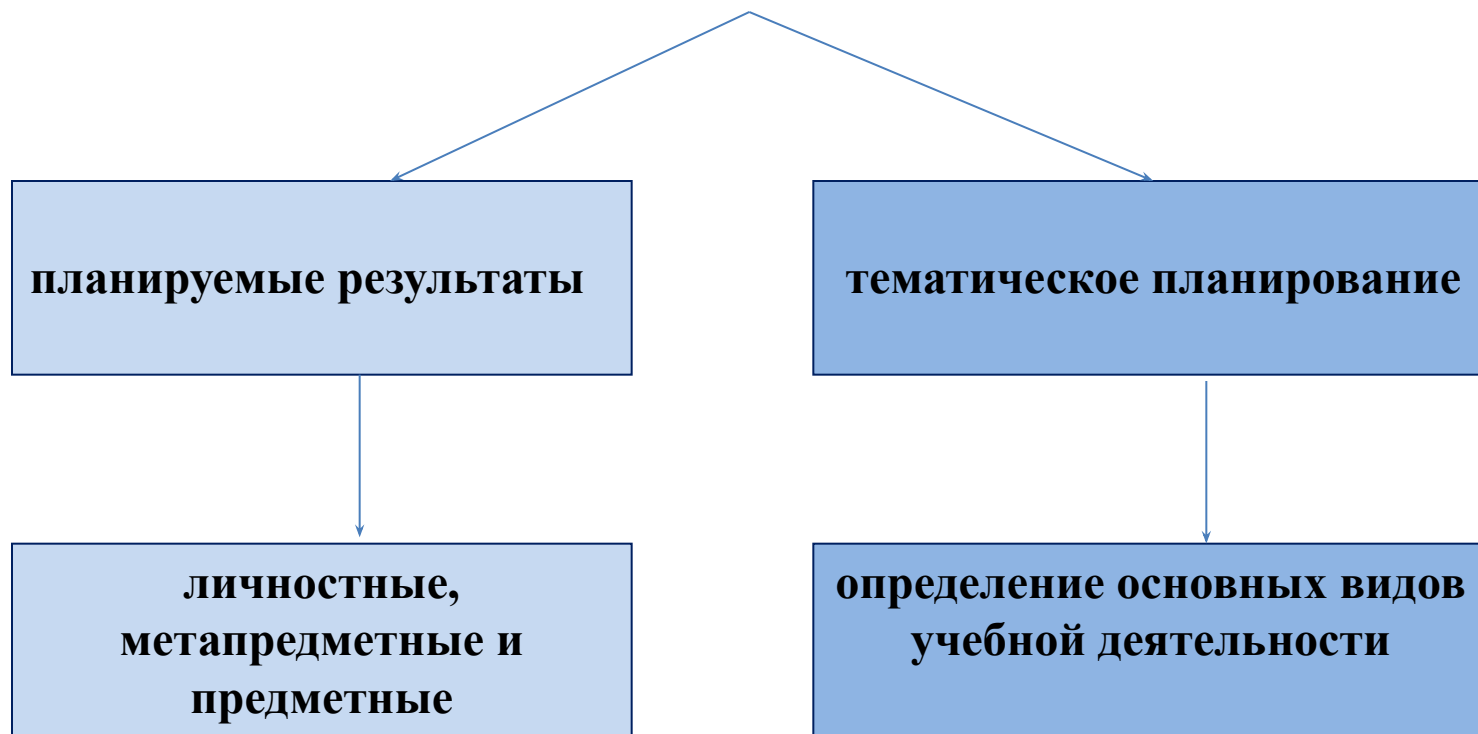 планируемые результаты
тематическое планирование
личностные,
метапредметные и
предметные
определение основных видов
учебной деятельности